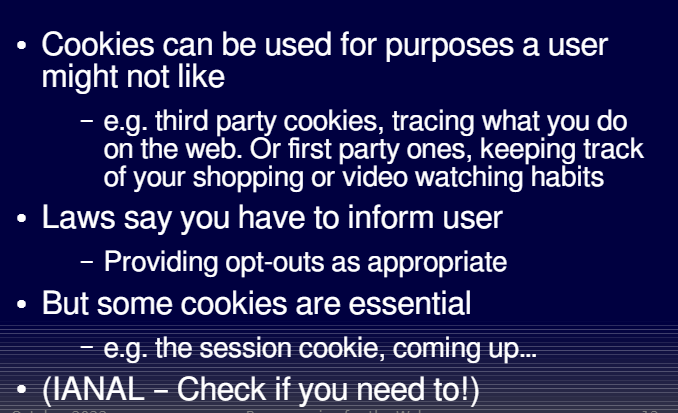 • Cookies can be used for purposes a user
might not like
– e.g. third party cookies, tracing what you do
on the web. Or first party ones, keeping track
of your shopping or video watching habits
• Laws say you have to inform user
– Providing opt-outs as appropriate
• But some cookies are essential
– e.g. the session cookie, coming up...
• (IANAL – Check if you need to!)